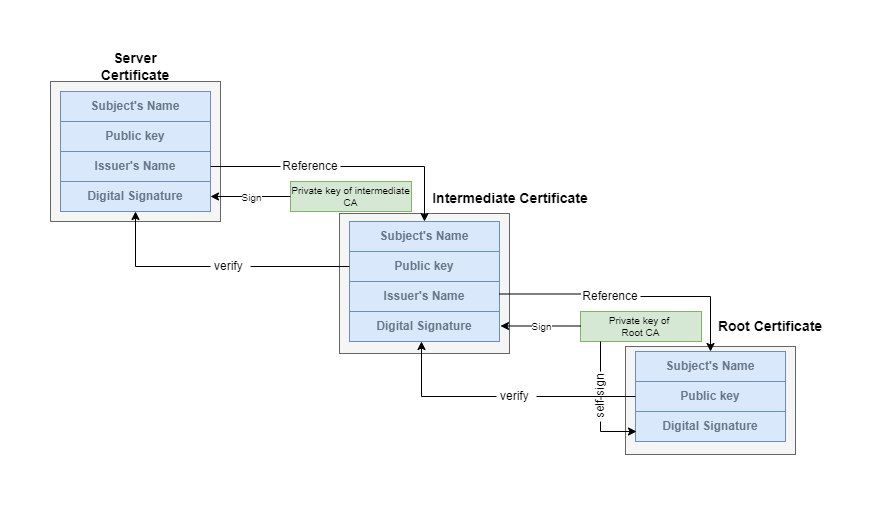 Server
Certificate
Subject's Name
Public key
Issuer's Name
Reference
Digital Signature
Sign
Private key of intermediate
CA
Intermediate Certificate
Subject's Name
verify
Public key
Issuer's Name
Reference
Digital Signature
Sign
Private key of
Root CA
Root Certificate
Subject's Name
verify
self-sign
Public key
Digital Signature